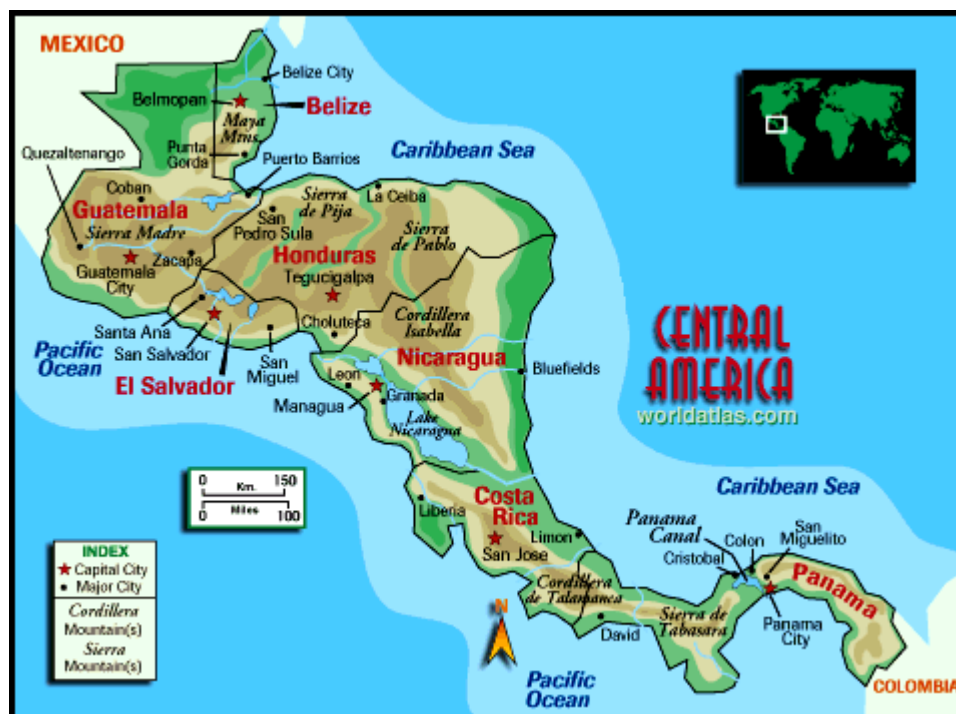 MEXICO
Belize City
Belmopan
Belize
Maya
Mtns.
Caribbean Sea
Quezaltenango
Punta
Gorda
Puerto Barrios
Coban
Guatemala
Sierra Madre
Sierra
de Pija
La Ceiba
San
Pedro Sula
Sierra
de Pablo
Zacapa
Guatemala
City
Honduras
Tegucigalpa
Santa Ana
San Salvador
Choluteca
Cordillera
Isabella
Pacific
Ocean
El Salvador
San
Miguel
Leon
Nicaragua
Bluefields
Managua
Granada
Lake
Nicaragna
CENTRAL
AMERICA
worldatlas.com
0 150
Km.
Miles
0 100
Liberia
Costa
Rica
Limon
San Jose
Caribbean Sea
Panama
Canal
Colon
San
Miguelito
Cristobal
Panama
INDEX
Capital City
Major City
Cordillera
Mountain(s)
Sierra
Mountain(s)
Cordillera
de Talamanca
Sierra de
Tabasara
David
Panama
City
N
Pacific
Ocean
COLOMBIA